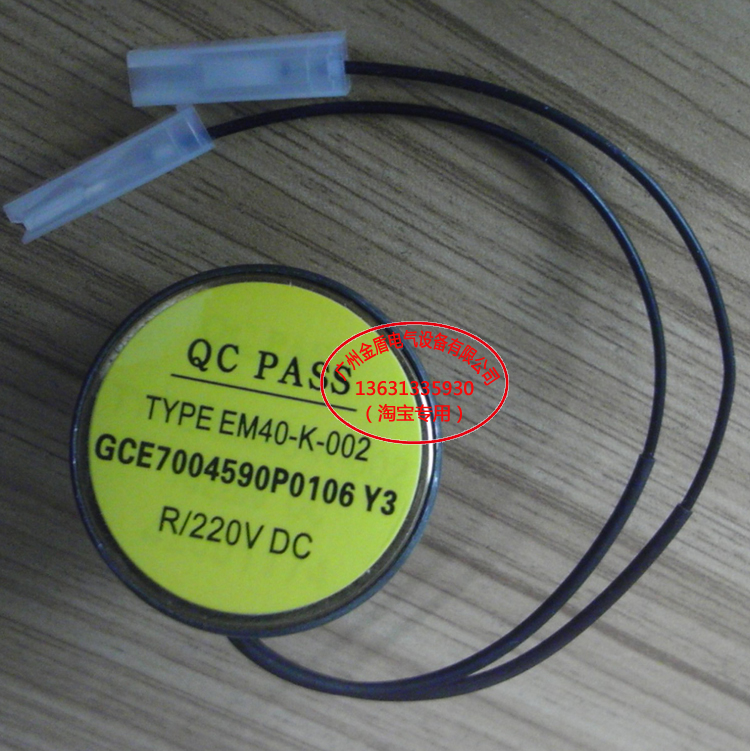 QC PASS
TYPE EM40-K-002
GCE7004590P0106 Y3
R/220V DC
广州金盾电气设备有限公司
13631335930
（淘宝专用）